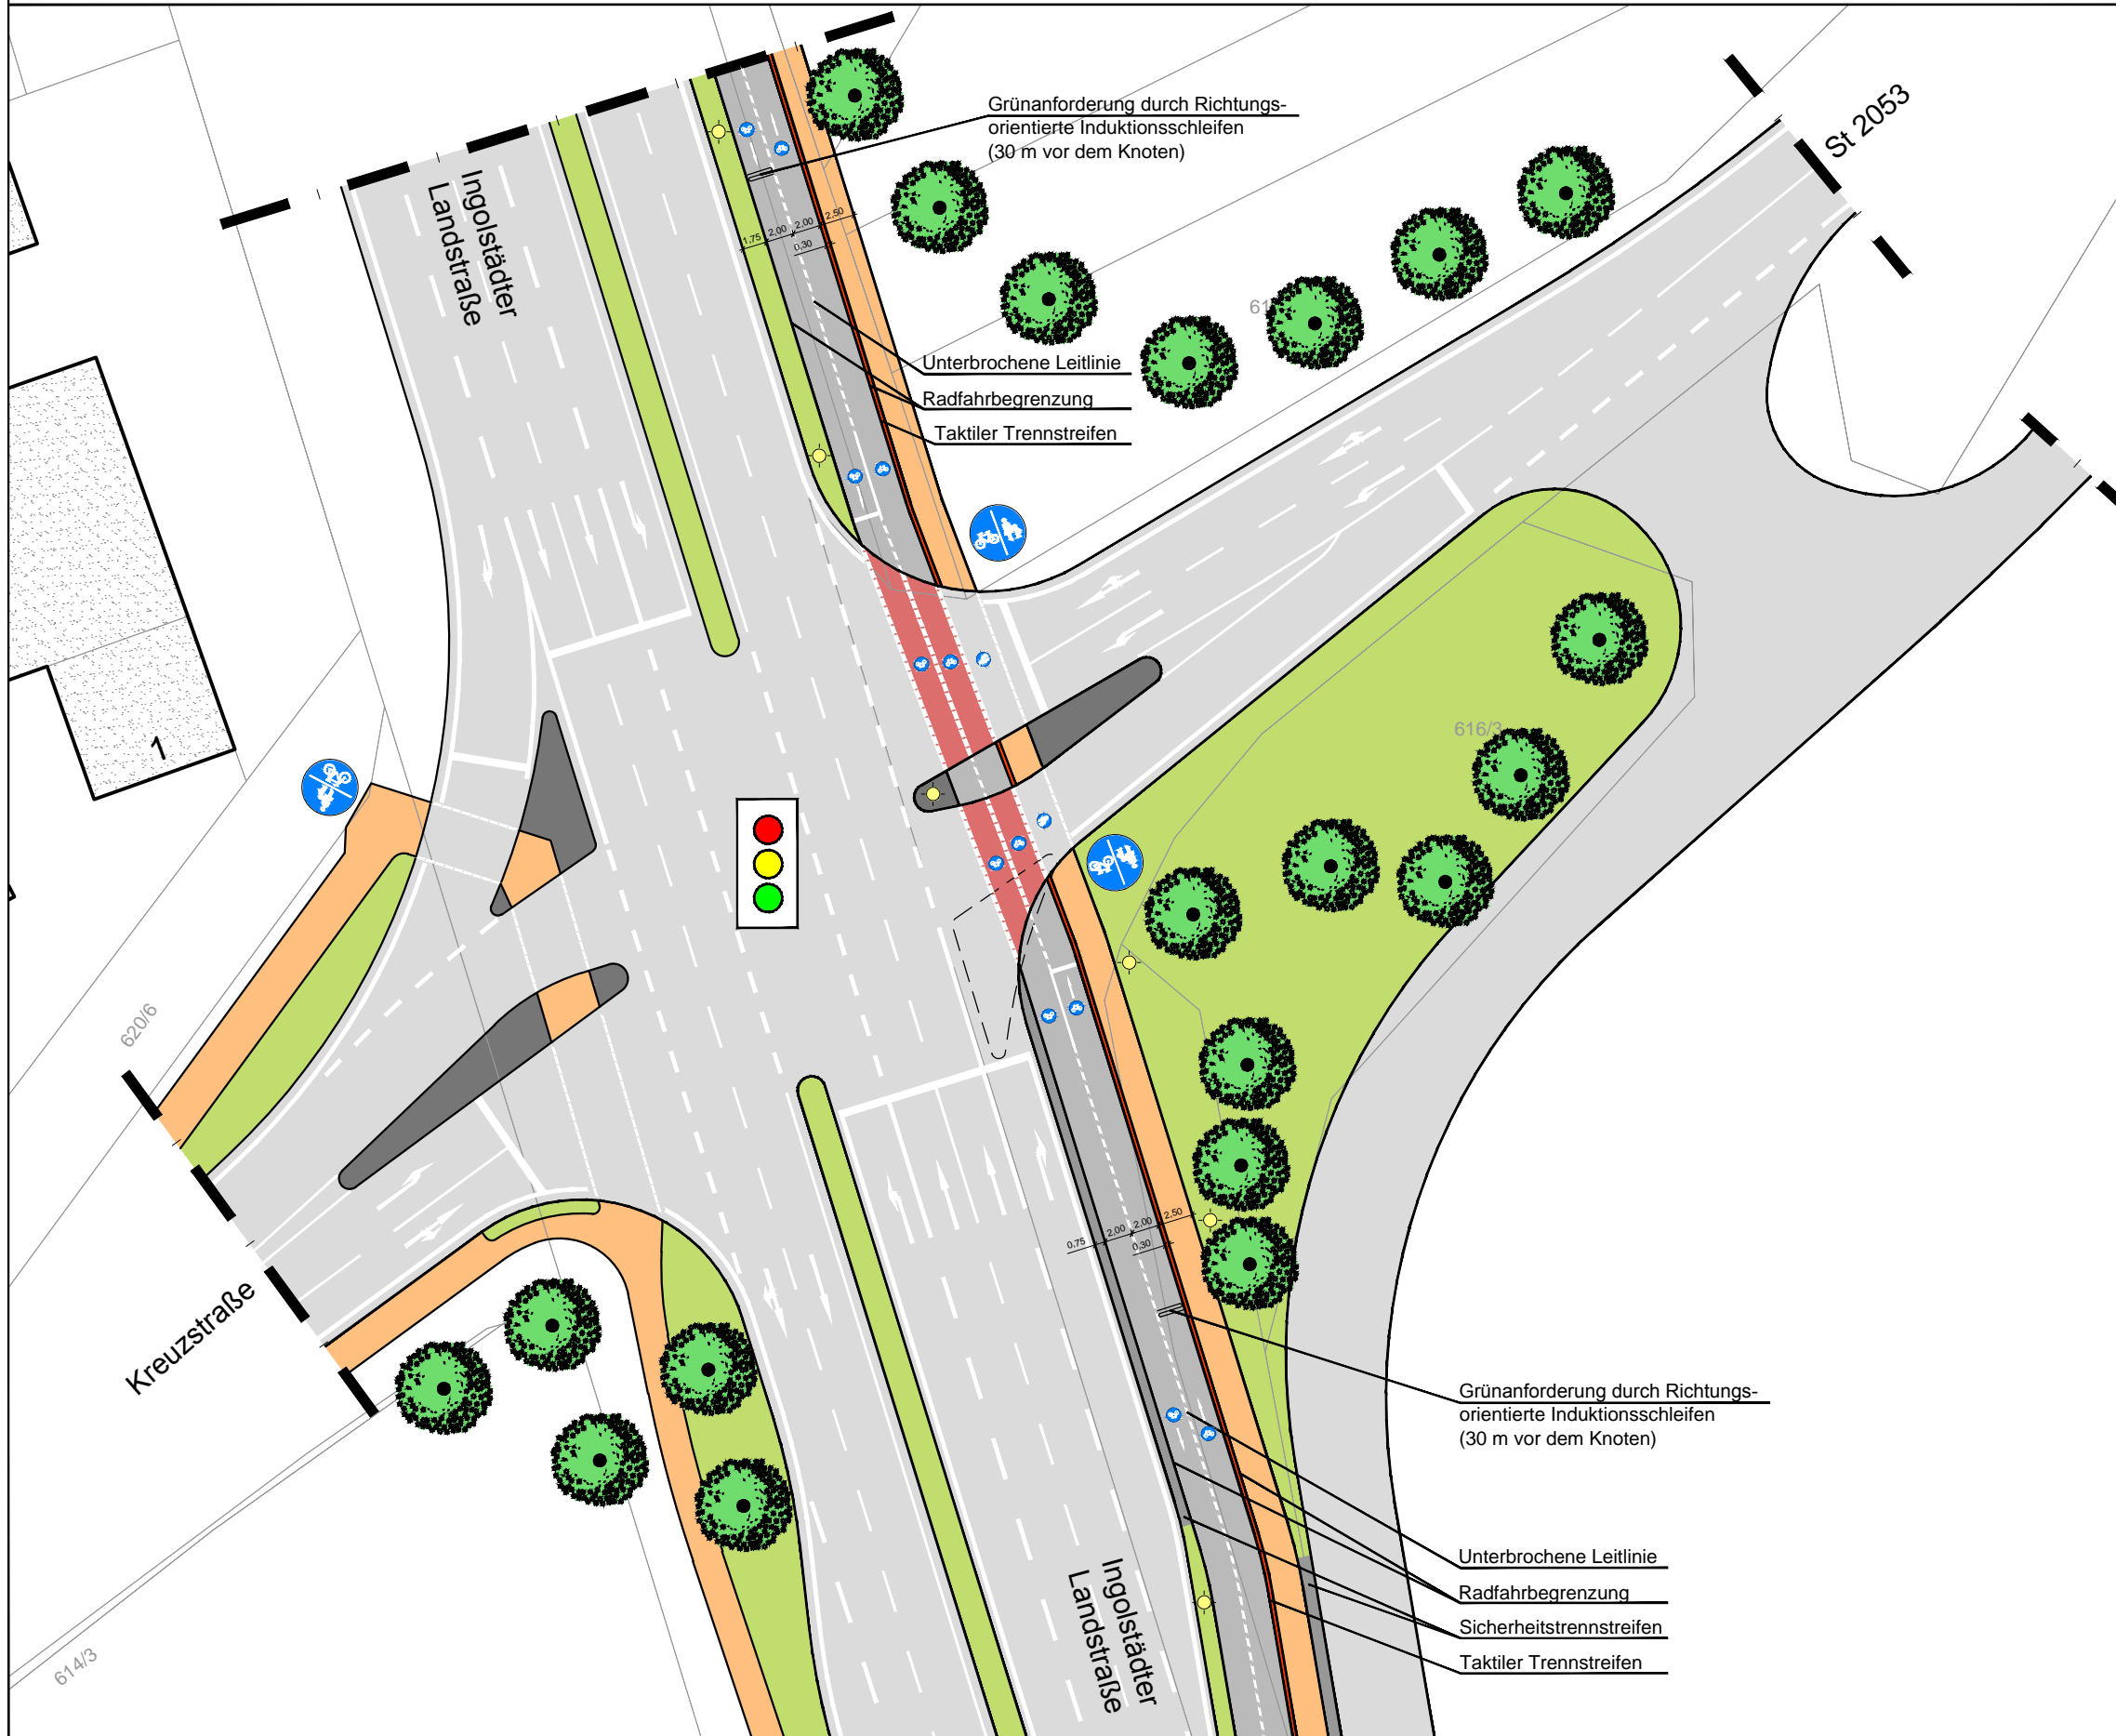 Grünanforderung durch Richtungs-
orientierte Induktionsschleifen
(30 m vor dem Knoten)
St 2053
Ingolstädter
Landstraße
1.75 2,00 2,00 2.50
0,30
Unterbrochene Leitlinie
Radfahrbegrenzung
Taktiler Trennstreifen
616/3
1
620/6
Kreuzstraße
0.75 2,00 2,00 2.50
0,30
Grünanforderung durch Richtungs-
orientierte Induktionsschleifen
(30 m vor dem Knoten)
Unterbrochene Leitlinie
Radfahrbegrenzung
Sicherheitstrennstreifen
Taktiler Trennstreifen
Ingolstädter
Landstraße
614/3